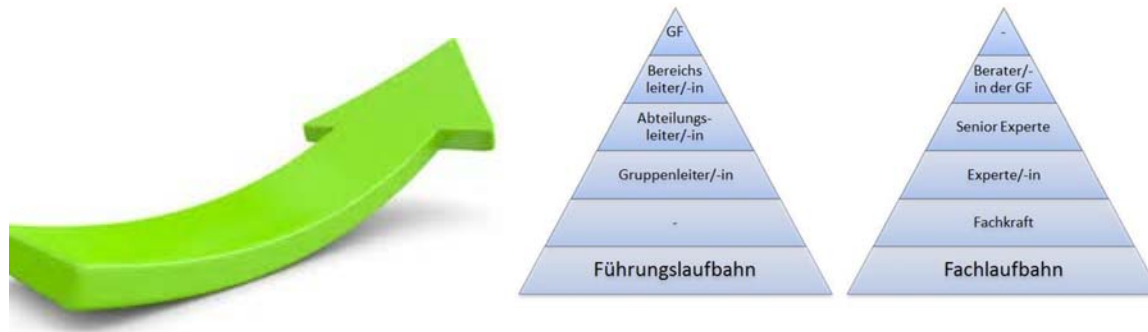 GF
Bereichs
leiter/-in
Abteilungs-
leiter/-in
Gruppenleiter/-in
-
Führungslaufbahn
-
Berater/-
in der GF
Senior Experte
Experte/-in
Fachkraft
Fachlaufbahn